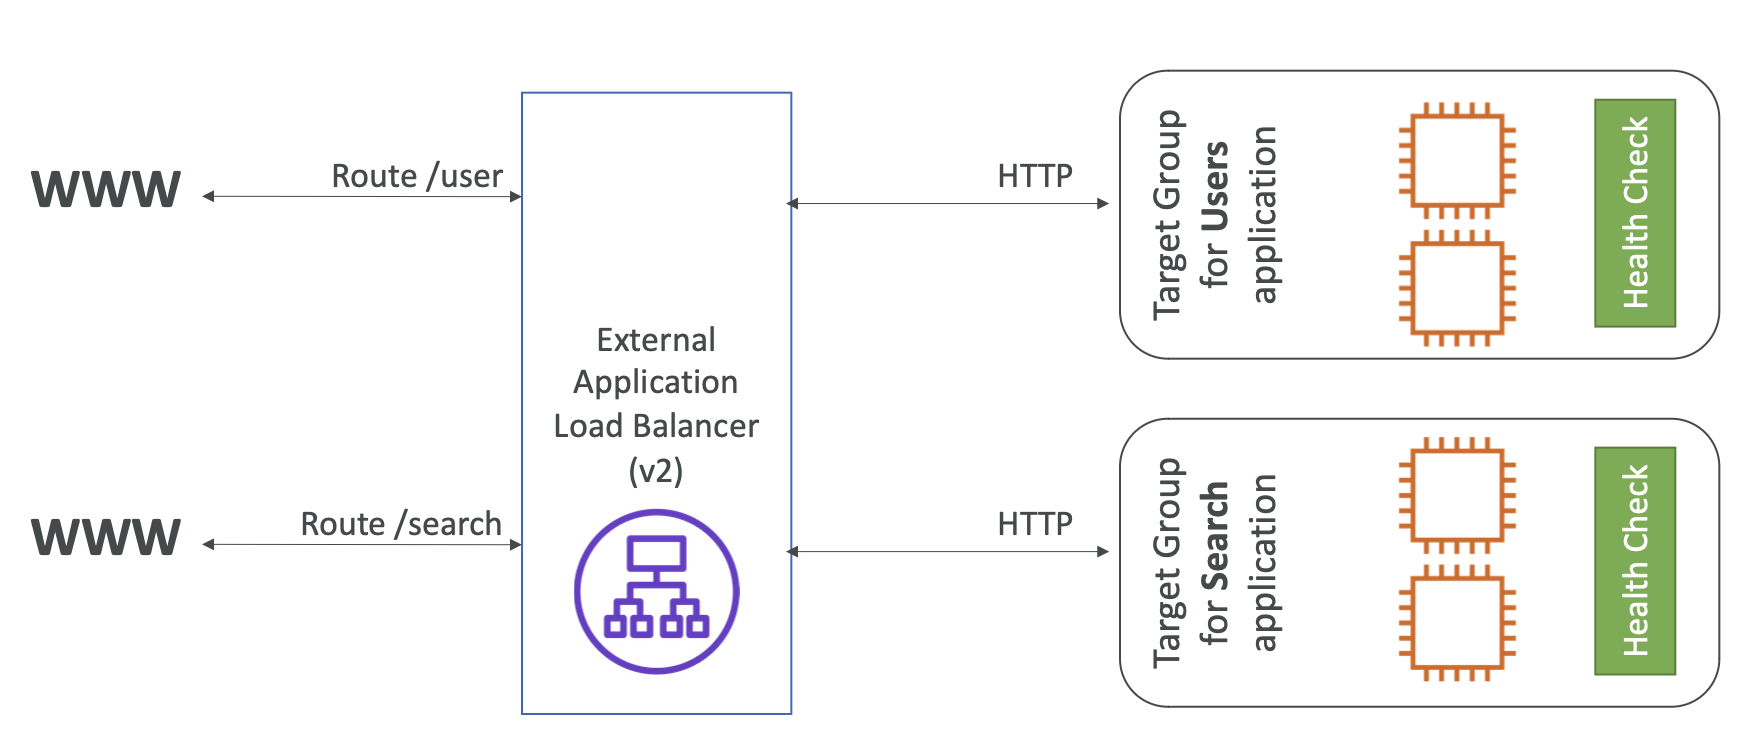 WWW
Route /user
HTTP
Target Group
for Users
application
Health Check
External
Application
Load Balancer
(v2)
WWW
Route /search
HTTP
Target Group
for Search
application
Health Check